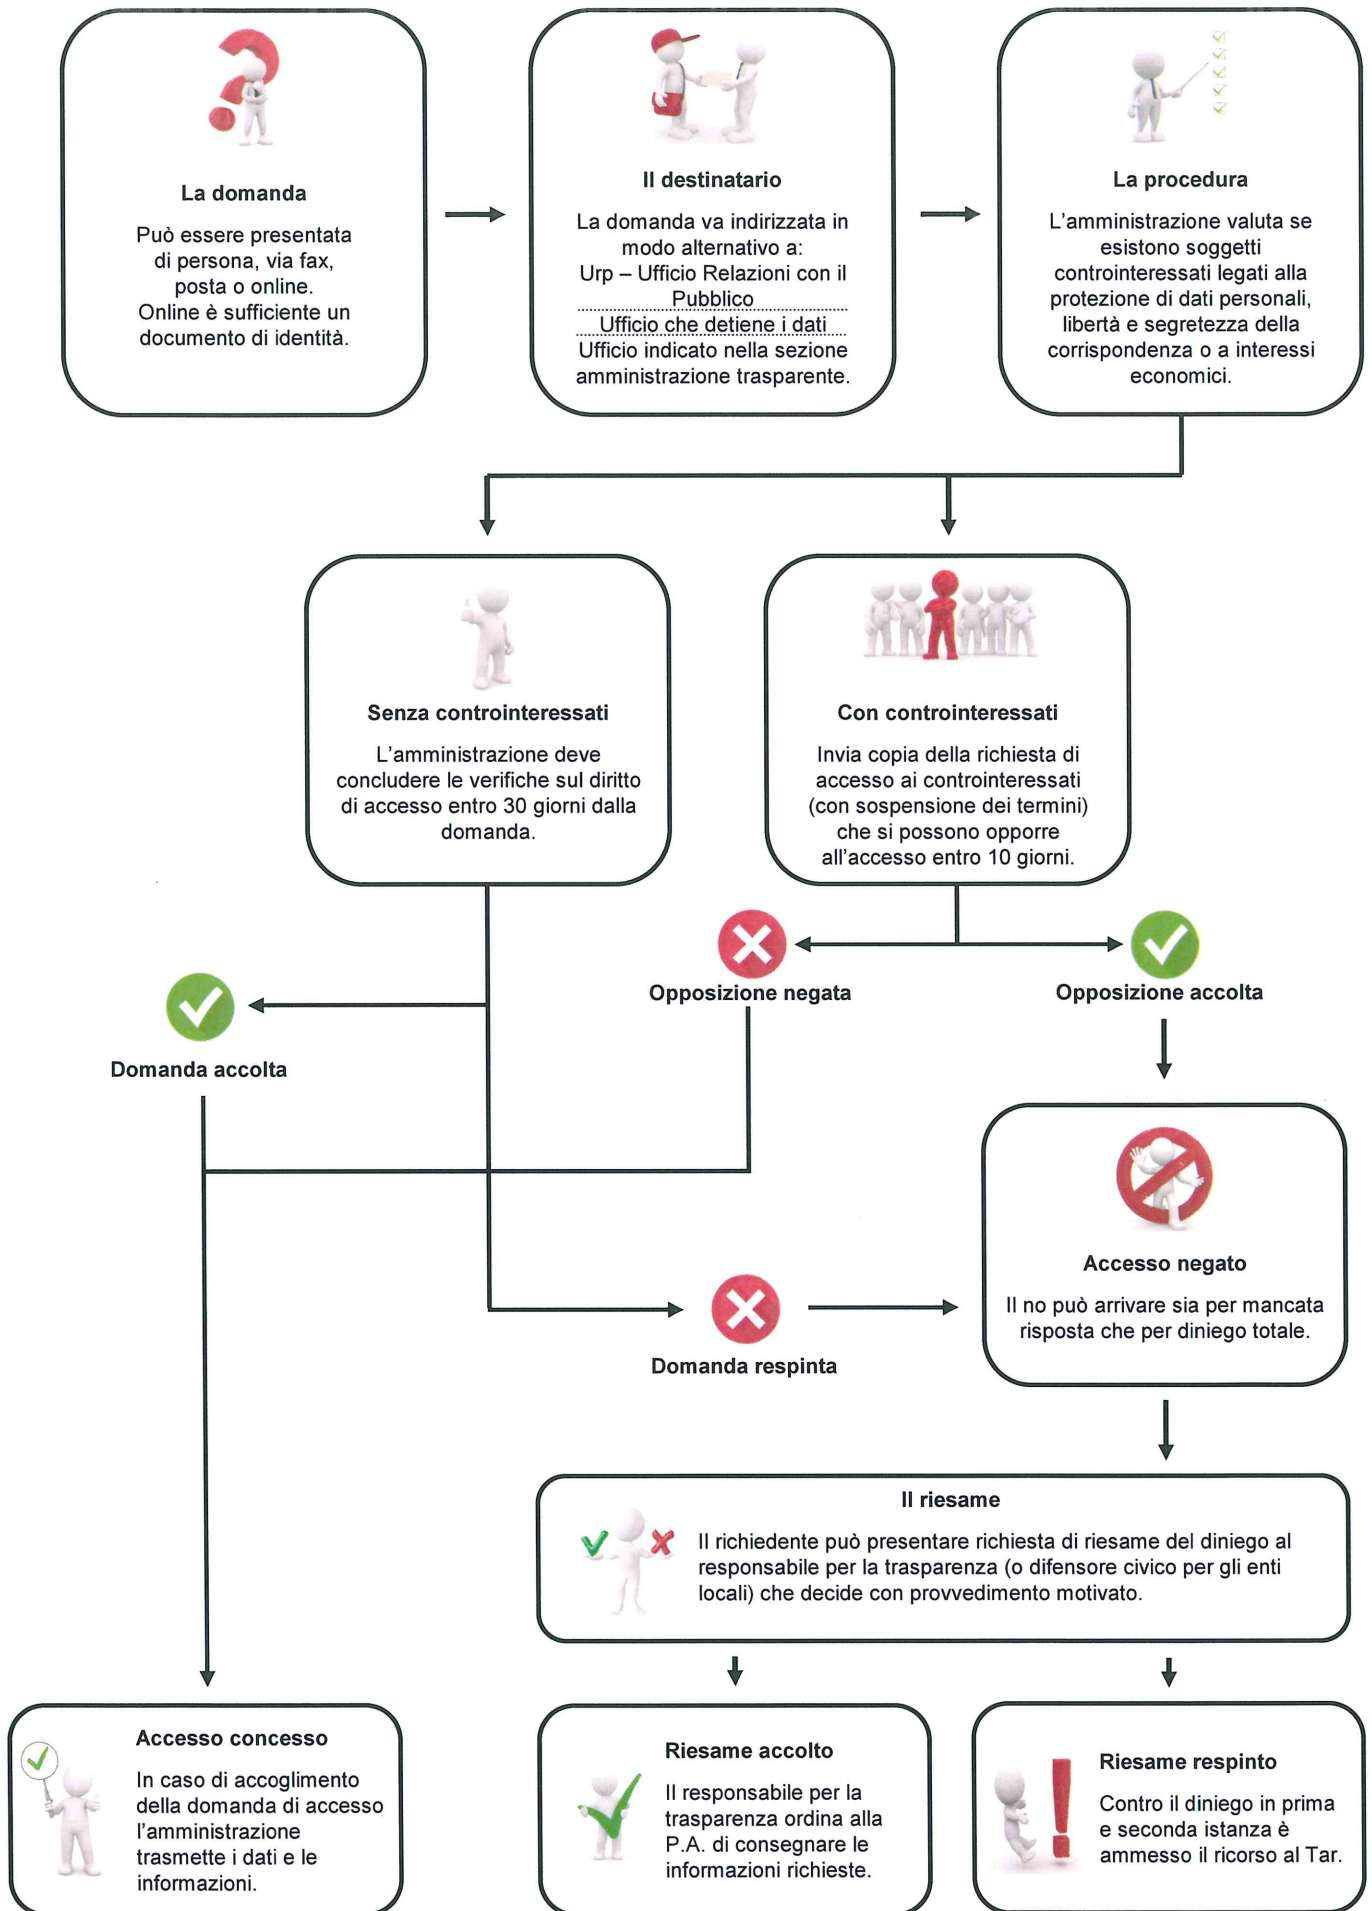 La domanda
Può essere presentata
di persona, via fax,
posta o online.
Online è sufficiente un
documento di identità.
Il destinatario
La domanda va indirizzata in
modo alternativo a:
Urp – Ufficio Relazioni con il
Pubblico
Ufficio che detiene i dati
Ufficio indicato nella sezione
amministrazione trasparente.
La procedura
L'amministrazione valuta se
esistono soggetti
controinteressati legati alla
protezione di dati personali,
libertà e segretezza della
corrispondenza o a interessi
economici.
Senza controinteressati
L'amministrazione deve
concludere le verifiche sul diritto
di accesso entro 30 giorni dalla
domanda.
Con controinteressati
Invia copia della richiesta di
accesso ai controinteressati
(con sospensione dei termini)
che si possono opporre
all'accesso entro 10 giorni.
Opposizione negata
Opposizione accolta
Domanda accolta
Accesso negato
Il no può arrivare sia per mancata
risposta che per diniego totale.
Domanda respinta
Il riesame
Il richiedente può presentare richiesta di riesame del diniego al
responsabile per la trasparenza (o difensore civico per gli enti
locali) che decide con provvedimento motivato.
Accesso concesso
In caso di accoglimento
della domanda di accesso
l'amministrazione
trasmette i dati e le
informazioni.
Riesame accolto
Il responsabile per la
trasparenza ordina alla
P.A. di consegnare le
informazioni richieste.
Riesame respinto
Contro il diniego in prima
e seconda istanza è
ammesso il ricorso al Tar.